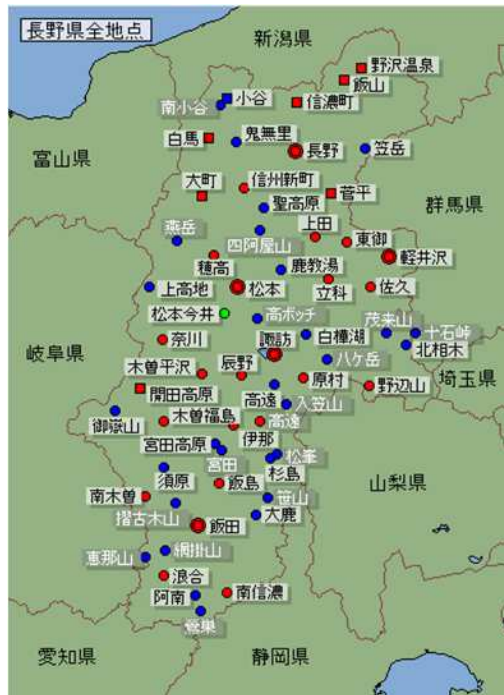 長野県全地点
新潟県
野沢温泉
飯山
小谷
南小谷
信濃町
白馬
鬼無里
長野
笠岳
富山県
大町
信州新町
菅平
聖高原
群馬県
燕岳
四阿屋山
上田
東御
穂高
鹿教湯
軽井沢
上高地
松本
立科
佐久
松本今井
高ボッチ
茂来山
十石峠
奈川
諏訪
白樺湖
北相木
岐阜県
木曽平沢
辰野
八ケ岳
埼玉県
開田高原
高遠
原村
野辺山
入笠山
御嶽山
木曽福島
高遠
宮田高原
伊那
宮田
松峯
杉島
須原
飯島
山梨県
南木曽
笹山
摺古木山
大鹿
飯田
恵那山
網掛山
浪合
阿南
南信濃
鶯巣
愛知県
静岡県